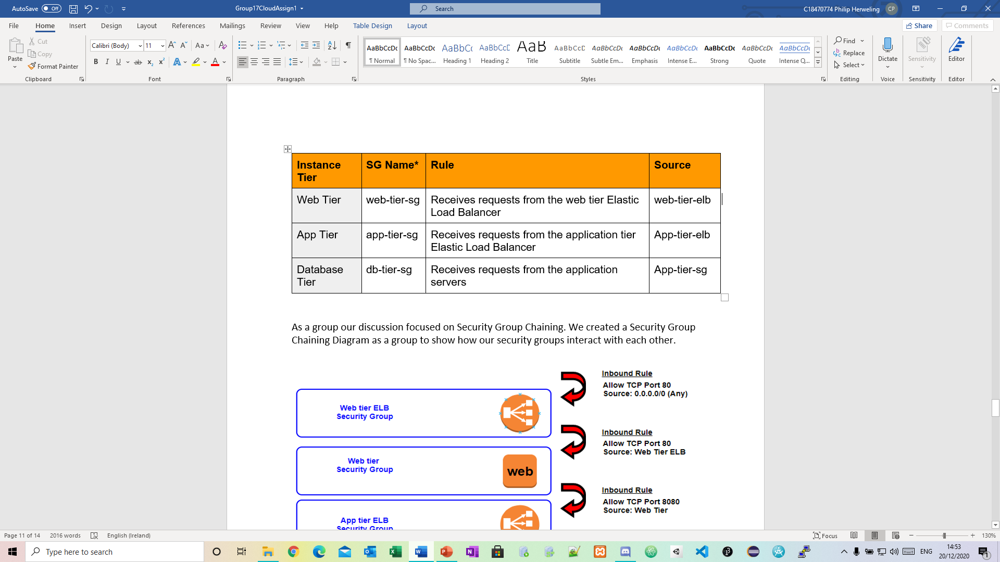 AutoSave Off Group17CloudAssign1 Search C18470774 Philip Herweling CP
File Home Insert Design Layout References Mailings Review View Help Table Design Layout Share Comments
Paste Cut Copy Format Painter
Calibri (Body) 11
AaBbCcDc AaBbCcDc AaBbCc AaBbCcD AaB AaBbCcD AaBbCcDc AaBbCcDc AaBbCcDc AaBbCcDc AaBbCcDc AaBbCcDc
¶ Normal ¶ No Spac... Heading 1 Heading 2 Title Subtitle Subtle Em... Emphasis Intense E... Strong Quote Intense Q...
Find Replace Select
Dictate Sensitivity Editor
Clipboard Font Paragraph Styles Editing Voice Sensitivity Editor
Instance Tier SG Name* Rule Source
Web Tier web-tier-sg Receives requests from the web tier Elastic Load Balancer web-tier-elb
App Tier app-tier-sg Receives requests from the application tier Elastic Load Balancer App-tier-elb
Database Tier db-tier-sg Receives requests from the application servers App-tier-sg
As a group our discussion focused on Security Group Chaining. We created a Security Group
Chaining Diagram as a group to show how our security groups interact with each other.
Inbound Rule
Allow TCP Port 80
Source: 0.0.0.0/0 (Any)
Web tier ELB
Security Group
Inbound Rule
Allow TCP Port 80
Source: Web Tier ELB
Web tier
Security Group
web
Inbound Rule
Allow TCP Port 8080
Source: Web Tier
App tier ELB
Security Group
Page 11 of 14 2016 words English (Ireland) Focus 130%
Type here to search ENG 14:53
20/12/2020
1